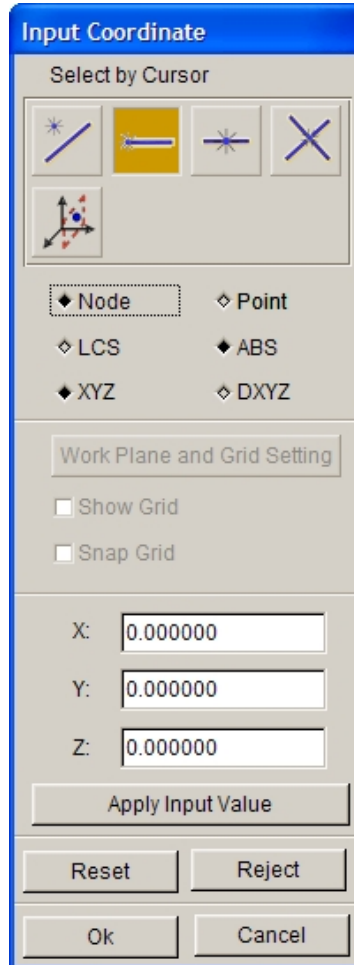 Input Coordinate
Select by Cursor
Node Point
LCS ABS
XYZ DXYZ
Work Plane and Grid Setting
Show Grid
Snap Grid
X: 0.000000
Y: 0.000000
Z: 0.000000
Apply Input Value
Reset Reject
Ok Cancel